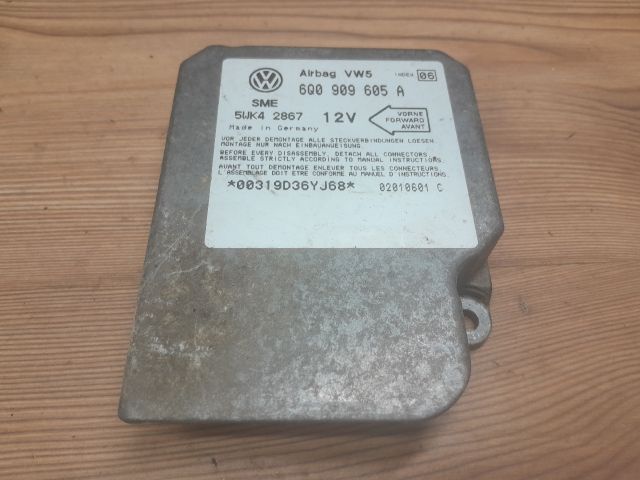 Airbag VW5 INDEX 06
6Q0 909 605 A
SME
5WK4 2867 12V
VORNE
FORWARD
AVANT
Made in Germany
VOR JEDER DEMONTAGE ALLE STECKVERBINDUNGEN LOESEN.
MONTAGE NUR NACH EINBAUANWEISUNG.
BEFORE EVERY DISASSEMBLY, DETACH ALL CONNECTORS.
ASSEMBLE STRICTLY ACCORDING TO MANUAL INSTRUCTIONS.
AVANT TOUT DEMONTAGE ENLEUER TOUS LES CONNECTEURS.
L'ASSEMBLAGE DOIT ETRE CONFORME AU MANUEL D'INSTRUCTIONS.
*00319D36YJ68* 02010601 C